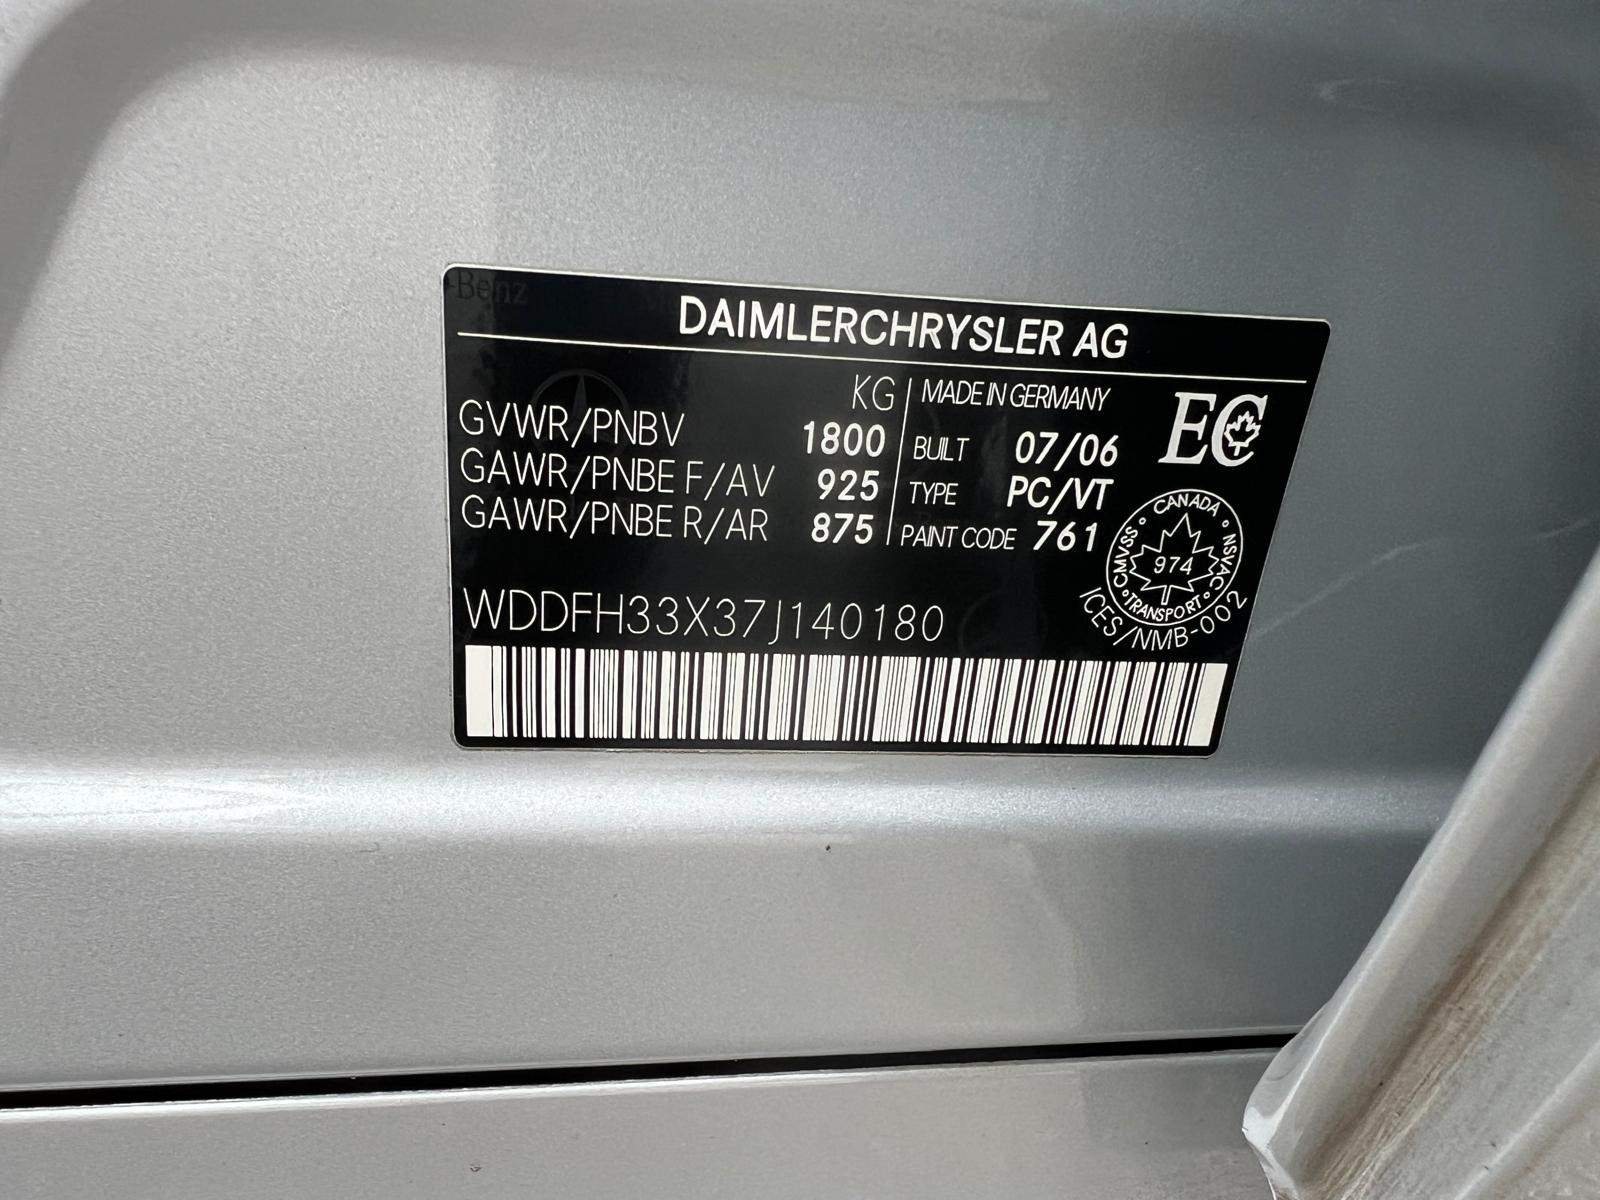 -Benz
DAIMLERCHRYSLER AG
KG
GVWR/PNBV 1800
GAWR/PNBE F/AV 925
GAWR/PNBE R/AR 875
MADE IN GERMANY
BUILT 07/06
TYPE PC/VT
PAINT CODE 761
EC
CANADA
NSVAC
TRANSPORT
CMVSS
974
ICES/NMB-002
WDDFH33X37J140180